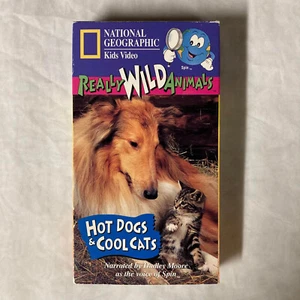 NATIONAL
GEOGRAPHIC
Kids Video
Spin™
REALLY WILD ANIMALS
HOT DOGS
& COOL CATS
Narrated by Dudley Moore
as the voice of Spin